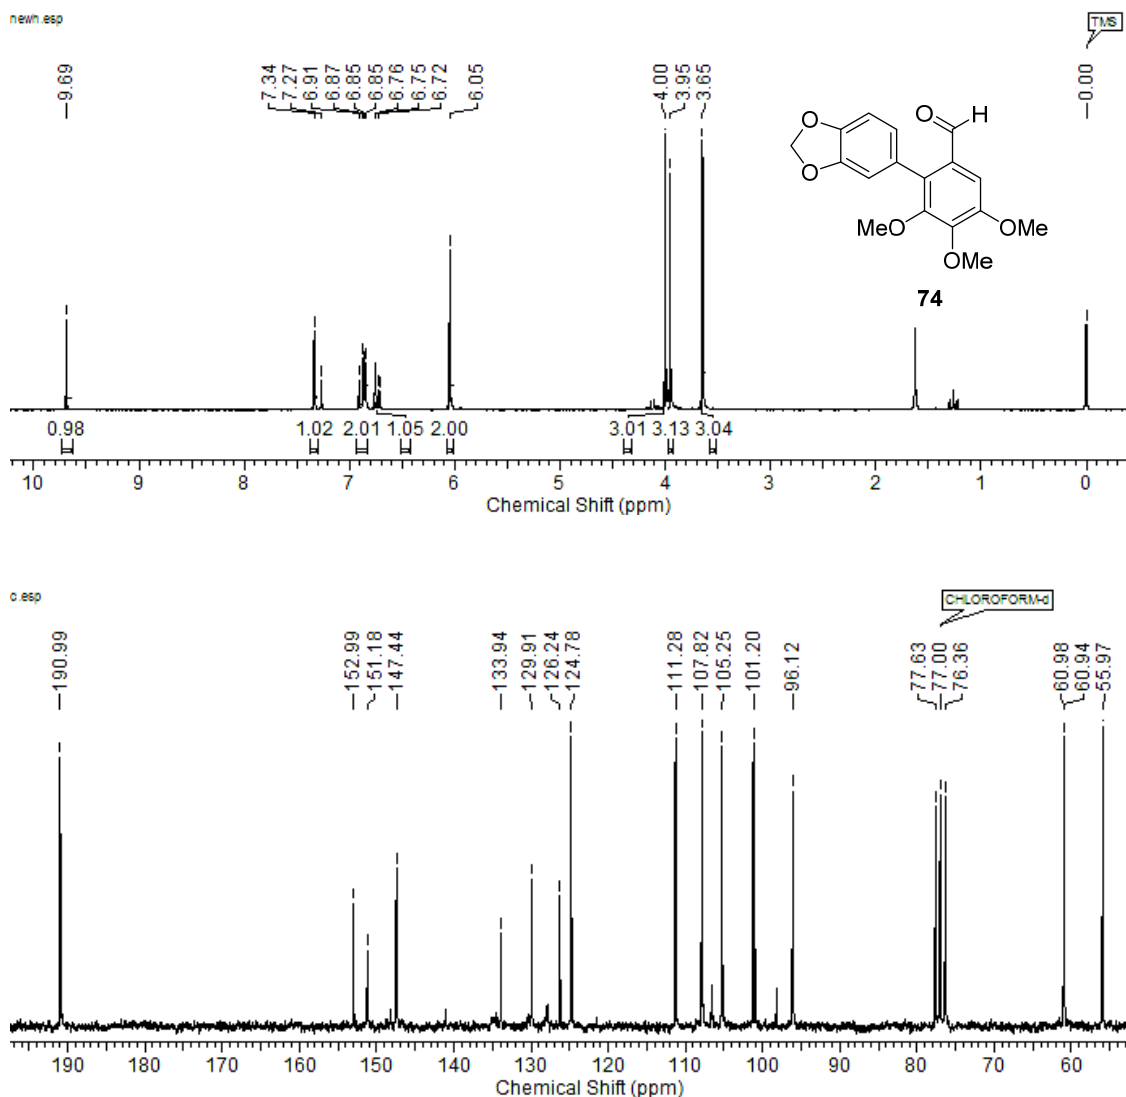 newh.esp
TMS
9.69
7.34
7.27
6.91
6.87
6.85
6.85
6.76
6.75
6.72
6.05
4.00
3.95
3.65
-0.00
O
O
O
H
MeO
OMe
OMe
74
0.98
1.02
2.01
1.05
2.00
3.01
3.13
3.04
10 9 8 7 6 5 4 3 2 1 0
Chemical Shift (ppm)
c.esp
CHLOROFORM-d
190.99
152.99
151.18
147.44
133.94
129.91
126.24
124.78
111.28
107.82
105.25
101.20
96.12
77.63
77.00
76.36
60.98
60.94
55.97
190 180 170 160 150 140 130 120 110 100 90 80 70 60
Chemical Shift (ppm)